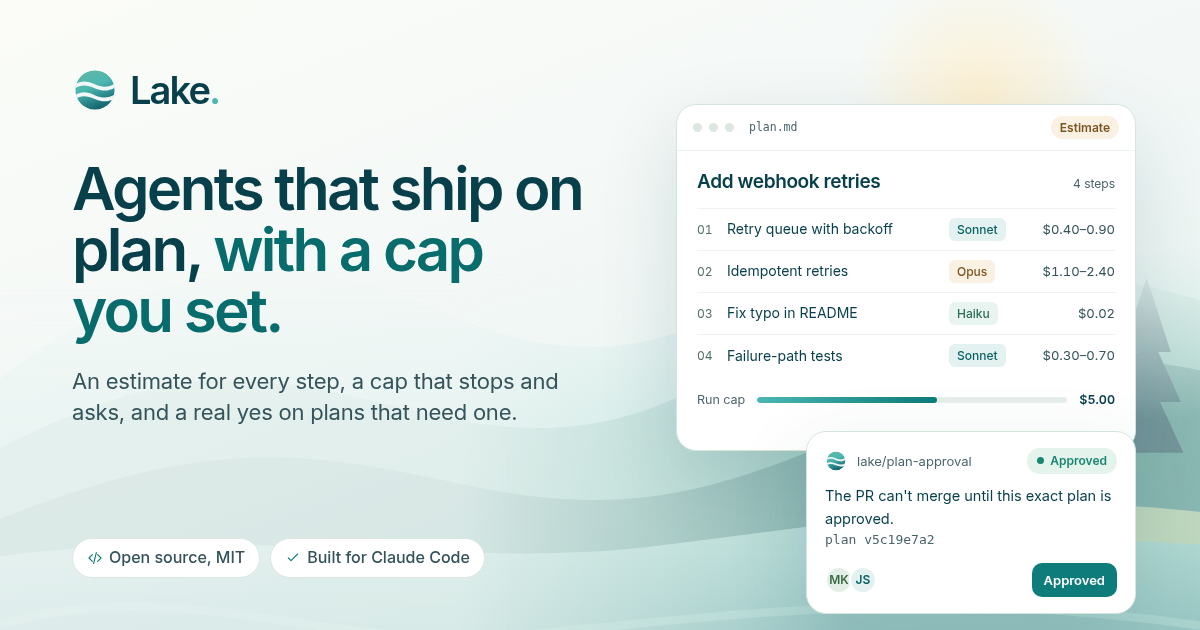 Lake.
Agents that ship on
plan, with a cap
you set.
An estimate for every step, a cap that stops and
asks, and a real yes on plans that need one.
Open source, MIT
Built for Claude Code
plan.md
Estimate
Add webhook retries
4 steps
01 Retry queue with backoff Sonnet $0.40–0.90
02 Idempotent retries Opus $1.10–2.40
03 Fix typo in README Haiku $0.02
04 Failure-path tests Sonnet $0.30–0.70
Run cap $5.00
lake/plan-approval
Approved
The PR can't merge until this exact plan is
approved.
plan v5c19e7a2
MK JS
Approved